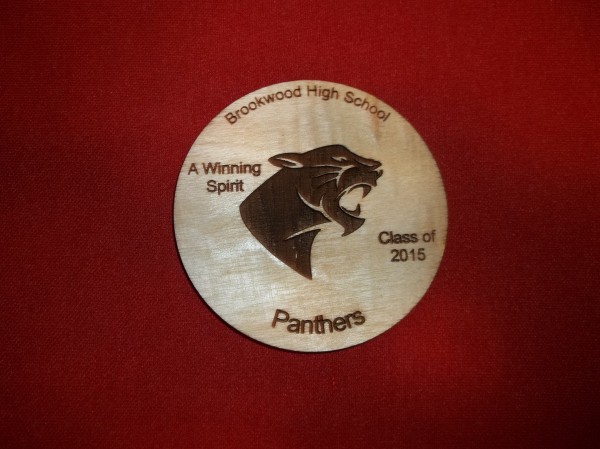 Brookwood High School
A Winning
Spirit
Class of
2015
Panthers